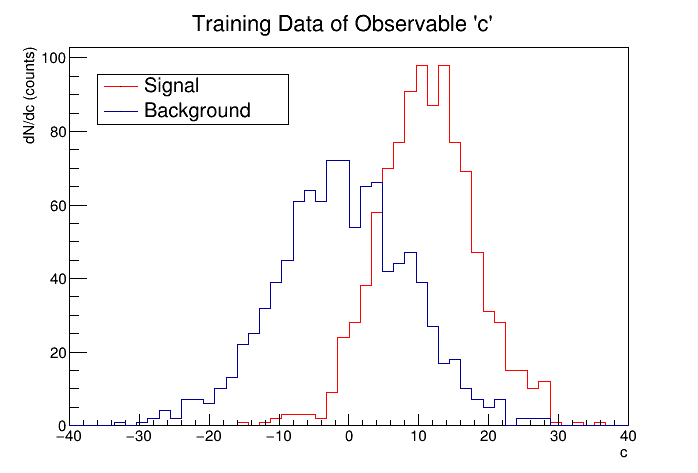 Training Data of Observable 'c'
dN/dc (counts)
Signal
Background
100
80
60
40
20
0
−40 −30 −20 −10 0 10 20 30 40
c